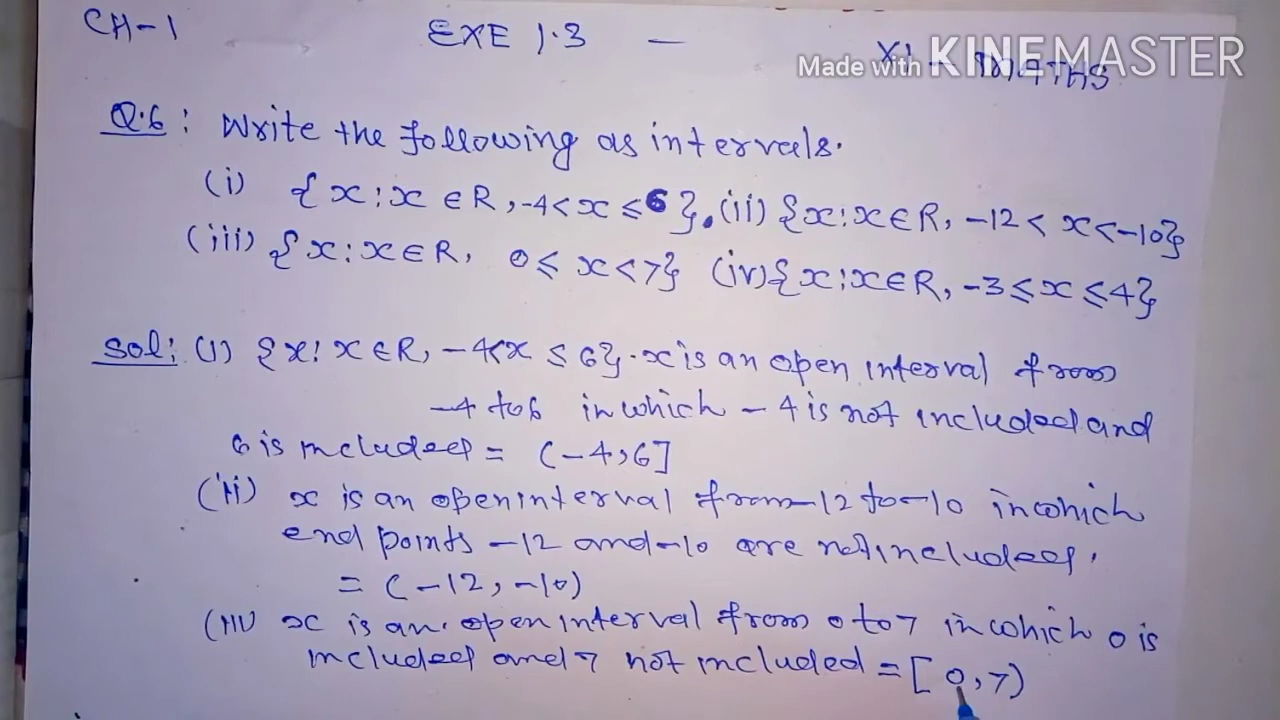 CH-1 EXE 1.3 — XI - MATHS
Made with KINEMASTER
Q.6: Write the following as intervals.
(i) {x:x∈R, -4<x≤6}. (ii) {x:x∈R, -12<x<-10}
(iii) {x:x∈R, 0≤x<7} (iv) {x:x∈R, -3≤x≤4}
Sol: (i) {x:x∈R, -4<x≤6}. x is an open interval from
-4 to 6 in which -4 is not included and
6 is included = (-4,6]
(ii) x is an open interval from -12 to -10 in which
end points -12 and -10 are not included.
= (-12, -10)
(iii) x is an open interval from 0 to 7 in which 0 is
included and 7 not included = [0,7)